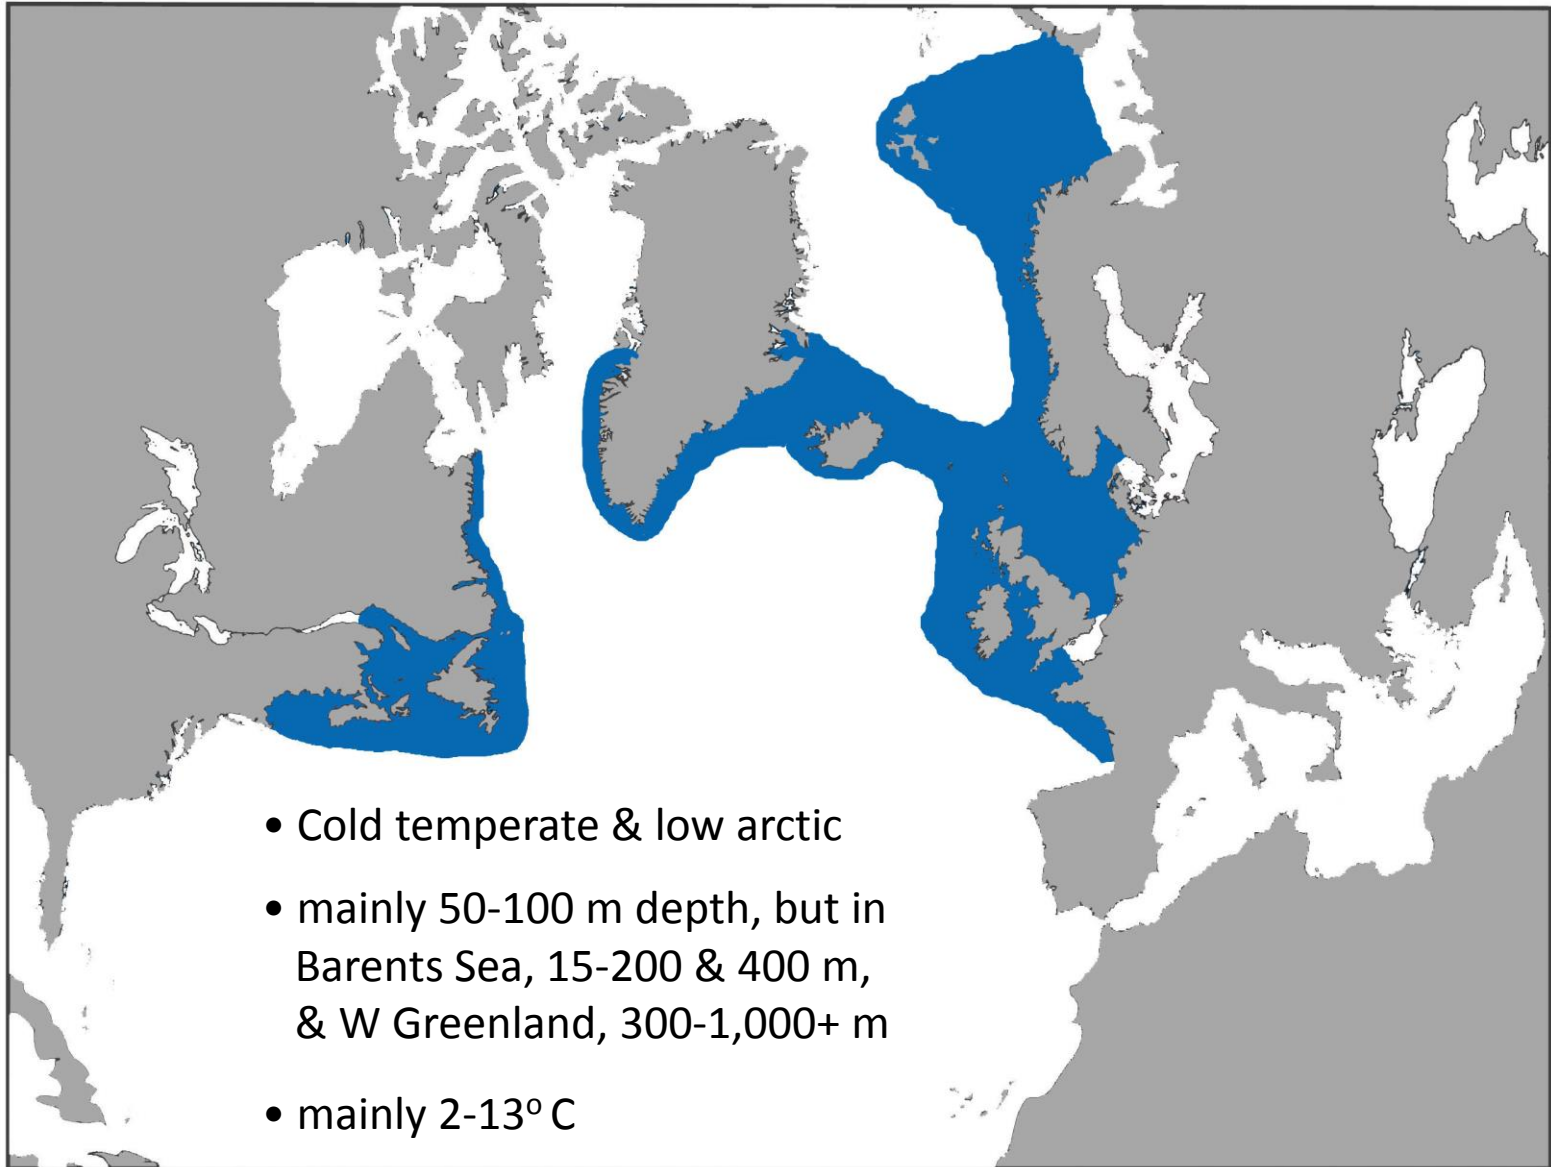 • Cold temperate & low arctic
• mainly 50-100 m depth, but in
Barents Sea, 15-200 & 400 m,
& W Greenland, 300-1,000+ m
• mainly 2-13º C